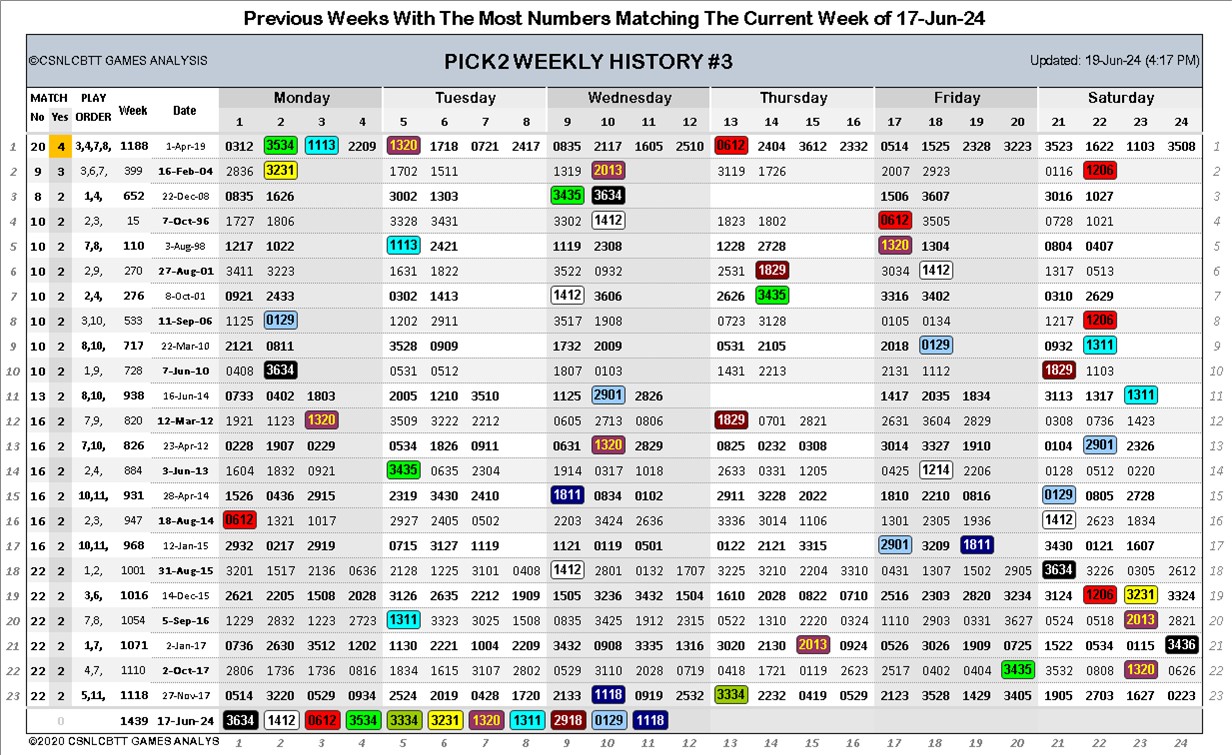 Previous Weeks With The Most Numbers Matching The Current Week of 17-Jun-24
©CSNLCBTT GAMES ANALYSIS PICK2 WEEKLY HISTORY #3 Updated: 19-Jun-24 (4:17 PM)
MATCH PLAY Week Date Monday Tuesday Wednesday Thursday Friday Saturday
No Yes ORDER 1 2 3 4 5 6 7 8 9 10 11 12 13 14 15 16 17 18 19 20 21 22 23 24
1 20 4 3,4,7,8, 1188 1-Apr-19 0312 3534 1113 2209 1320 1718 0721 2417 0835 2117 1605 2510 0612 2404 3612 2332 0514 1525 2328 3223 3523 1622 1103 3508 1
2 9 3 3,6,7, 399 16-Feb-04 2836 3231 1702 1511 1319 2013 3119 1726 2007 2923 0116 1206 2
3 8 2 1,4, 652 22-Dec-08 0835 1626 3002 1303 3435 3634 1506 3607 3016 1027 3
4 10 2 2,3, 15 7-Oct-96 1727 1806 3328 3431 3302 1412 1823 1802 0612 3505 0728 1021 4
5 10 2 7,8, 110 3-Aug-98 1217 1022 1113 2421 1119 2308 1228 2728 1320 1304 0804 0407 5
6 10 2 2,9, 270 27-Aug-01 3411 3223 1631 1822 3522 0932 2531 1829 3034 1412 1317 0513 6
7 10 2 2,4, 276 8-Oct-01 0921 2433 0302 1413 1412 3606 2626 3435 3316 3402 0310 2629 7
8 10 2 3,10, 533 11-Sep-06 1125 0129 1202 2911 3517 1908 0723 3128 0105 0134 1217 1206 8
9 10 2 8,10, 717 22-Mar-10 2121 0811 3528 0909 1732 2009 0531 2105 2018 0129 0932 1311 9
10 10 2 1,9, 728 7-Jun-10 0408 3634 0531 0512 1807 0103 1431 2213 2131 1112 1829 1103 10
11 13 2 8,10, 938 16-Jun-14 0733 0402 1803 2005 1210 3510 1125 2901 2826 1417 2035 1834 3113 1317 1311 11
12 16 2 7,9, 820 12-Mar-12 1921 1123 1320 3509 3222 2212 0605 2713 0806 1829 0701 2821 2631 3604 2829 0308 0736 1423 12
13 16 2 7,10, 826 23-Apr-12 0228 1907 0229 0534 1826 0911 0631 1320 2829 0825 0232 0308 3014 3327 1910 0104 2901 2326 13
14 16 2 2,4, 884 3-Jun-13 1604 1832 0921 3435 0635 2304 1914 0317 1018 2633 0331 1205 0425 1214 2206 0128 0512 0220 14
15 16 2 10,11, 931 28-Apr-14 1526 0436 2915 2319 3430 2410 1811 0834 0102 2911 3228 2022 1810 2210 0816 0129 0805 2728 15
16 16 2 2,3, 947 18-Aug-14 0612 1321 1017 2927 2405 0502 2203 3424 2636 3336 3014 1106 1301 2305 1936 1412 2623 1834 16
17 16 2 10,11, 968 12-Jan-15 2932 0217 2919 0715 3127 1119 1121 0119 0501 0122 2121 3315 2901 3209 1811 3430 0121 1607 17
18 22 2 1,2, 1001 31-Aug-15 3201 1517 2136 0636 2128 1225 3101 0408 1412 2801 0132 1707 3215 3210 2204 3310 0431 1307 1502 2905 3634 3226 0305 2612 18
19 22 2 3,6, 1016 14-Dec-15 2621 2205 1508 2028 3126 2635 2212 1909 1505 3236 3432 1504 1610 2028 0822 0710 2516 2303 2820 3234 3124 1206 3231 3324 19
20 22 2 7,8, 1054 5-Sep-16 1229 2832 1223 2723 1311 3323 3025 1508 0835 3425 1912 2315 0522 1310 2220 0324 1110 2903 0331 3627 0524 0518 2013 2821 20
21 22 2 1,7, 1071 2-Jan-17 0736 2630 3512 1202 1130 2221 1004 2209 3432 0908 3335 1316 3020 2130 2013 0924 0526 3026 1909 0725 1522 0534 0115 3436 21
22 22 2 4,7, 1110 2-Oct-17 2806 1736 1736 0816 1834 1615 3107 2802 0529 3110 2028 0719 0418 1721 0119 2623 2517 0402 0404 3435 3532 0808 1320 0626 22
23 22 2 5,11, 1118 27-Nov-17 0514 3220 0529 0934 2524 2019 0428 1720 2133 1118 0919 2532 3334 2232 0419 0529 2123 3528 1429 3405 1905 2703 1627 0223 23
0 1439 17-Jun-24 3634 1412 0612 3534 3334 3231 1320 1311 2918 0129 1118
©2020 CSNLCBTT GAMES ANALYS 1 2 3 4 5 6 7 8 9 10 11 12 13 14 15 16 17 18 19 20 21 22 23 24